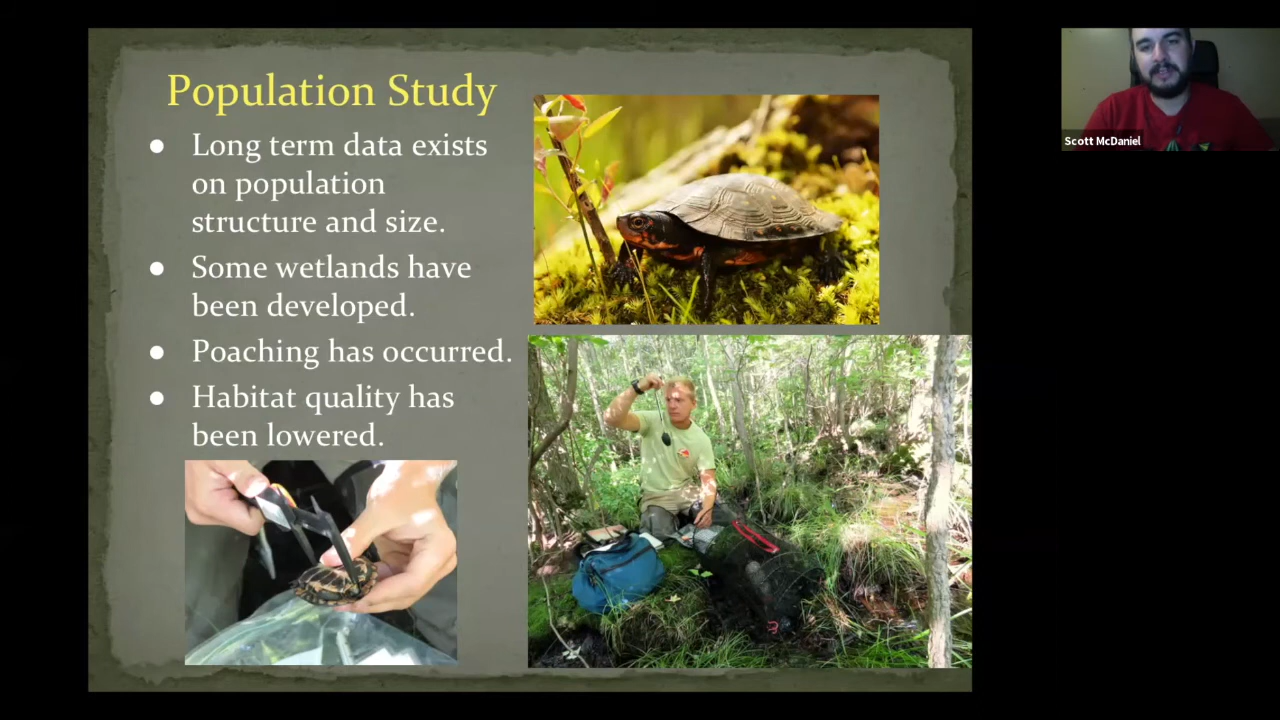 Population Study
● Long term data exists
on population
structure and size.
● Some wetlands have
been developed.
● Poaching has occurred.
● Habitat quality has
been lowered.
Scott McDaniel